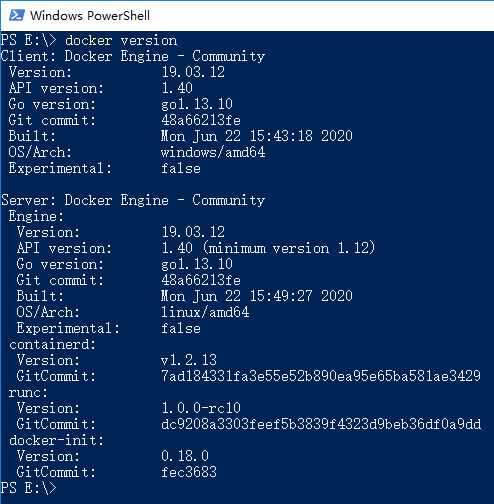 Windows PowerShell
PS E:\> docker version
Client: Docker Engine - Community
 Version:           19.03.12
 API version:       1.40
 Go version:        go1.13.10
 Git commit:        48a66213fe
 Built:             Mon Jun 22 15:43:18 2020
 OS/Arch:           windows/amd64
 Experimental:      false

Server: Docker Engine - Community
 Engine:
  Version:          19.03.12
  API version:      1.40 (minimum version 1.12)
  Go version:       go1.13.10
  Git commit:       48a66213fe
  Built:            Mon Jun 22 15:49:27 2020
  OS/Arch:          linux/amd64
  Experimental:     false
 containerd:
  Version:          v1.2.13
  GitCommit:        7ad184331fa3e55e52b890ea95e65ba581ae3429
 runc:
  Version:          1.0.0-rc10
  GitCommit:        dc9208a3303feef5b3839f4323d9beb36df0a9dd
 docker-init:
  Version:          0.18.0
  GitCommit:        fec3683
PS E:\>